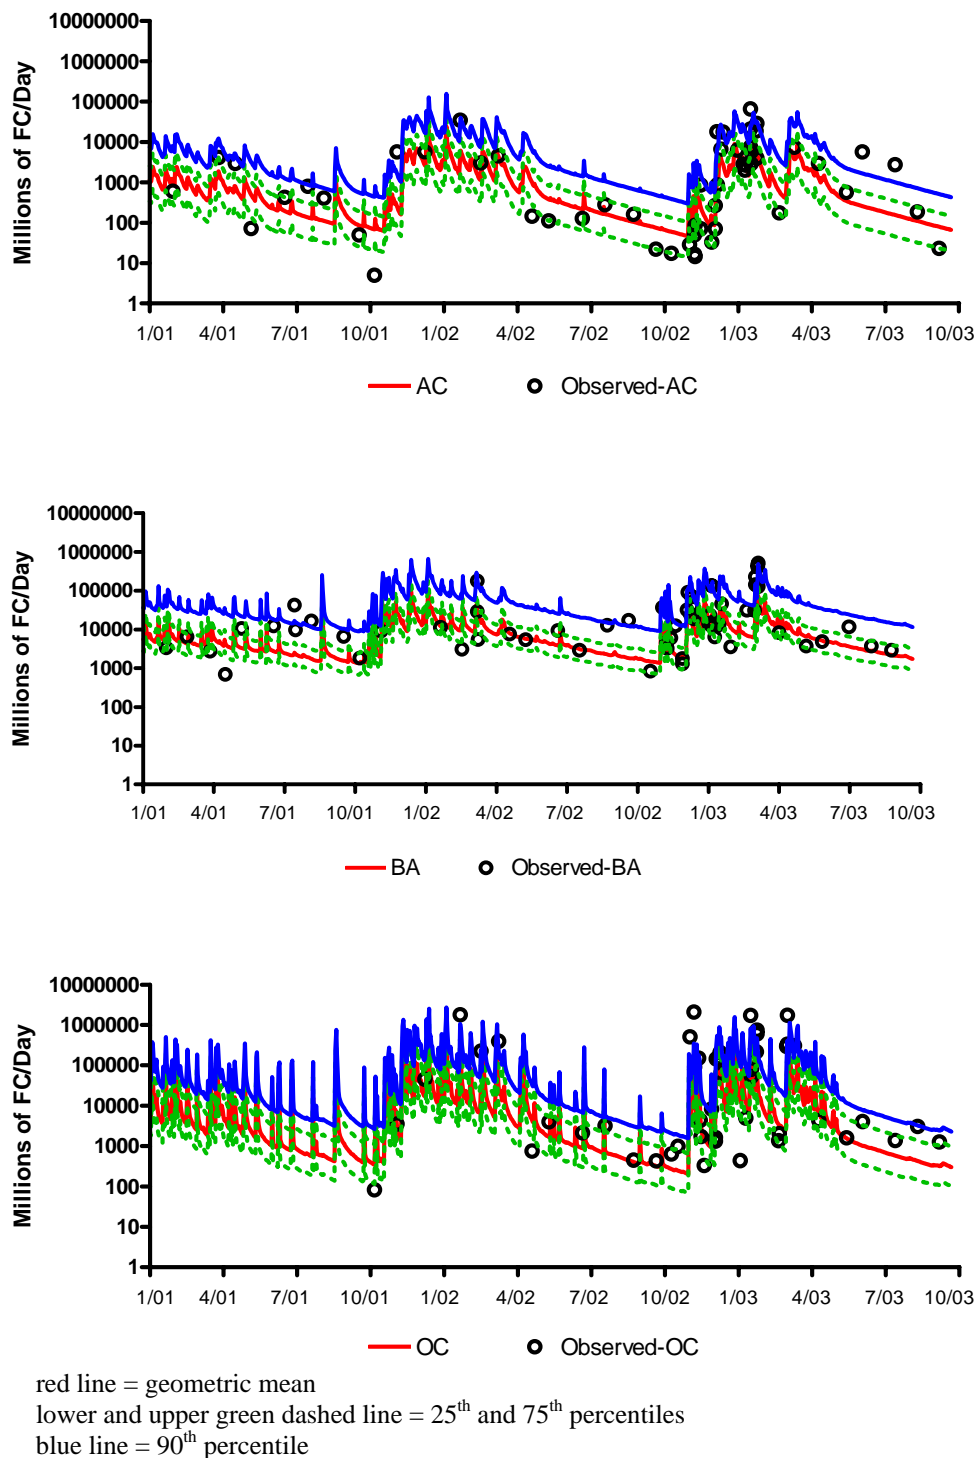 10000000
1000000
100000
10000
1000
100
10
1
Millions of FC/Day
1/01 4/01 7/01 10/01 1/02 4/02 7/02 10/02 1/03 4/03 7/03 10/03
AC Observed-AC
10000000
1000000
100000
10000
1000
100
10
1
Millions of FC/Day
1/01 4/01 7/01 10/01 1/02 4/02 7/02 10/02 1/03 4/03 7/03 10/03
BA Observed-BA
10000000
1000000
100000
10000
1000
100
10
1
Millions of FC/Day
1/01 4/01 7/01 10/01 1/02 4/02 7/02 10/02 1/03 4/03 7/03 10/03
OC Observed-OC
red line = geometric mean
lower and upper green dashed line = 25th and 75th percentiles
blue line = 90th percentile